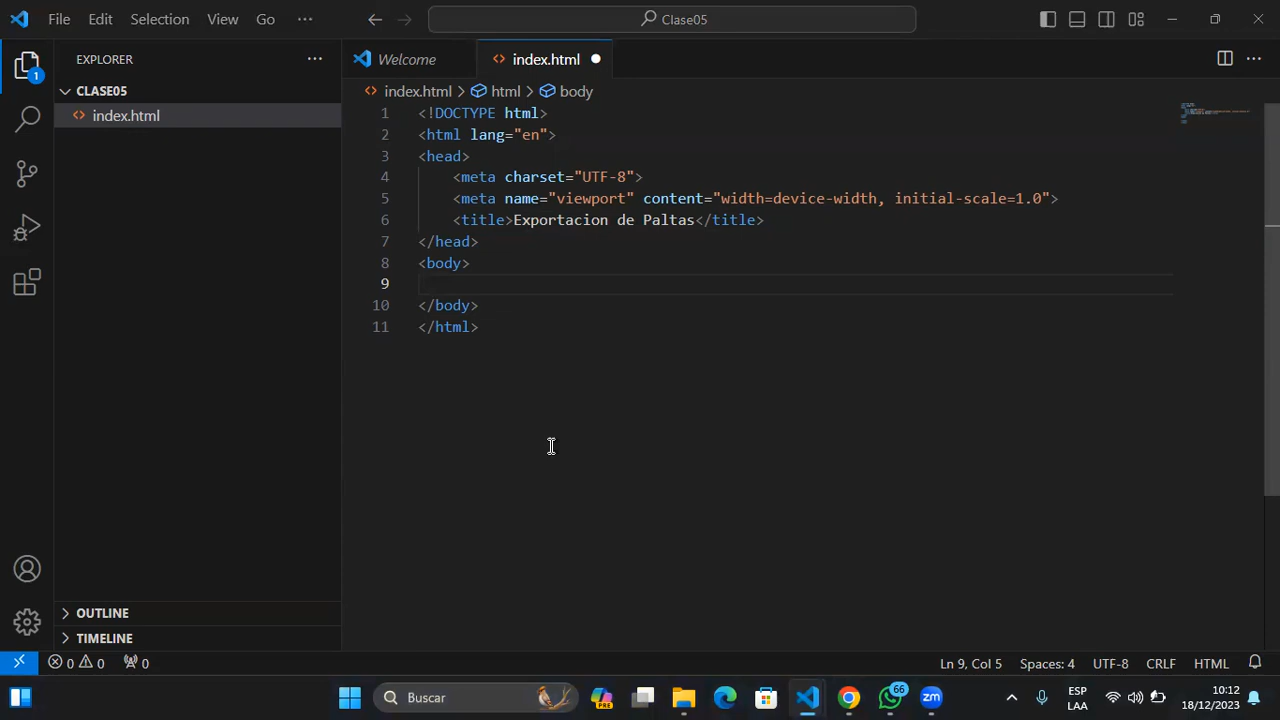 File Edit Selection View Go ···
Clase05
EXPLORER ···
CLASE05
index.html
OUTLINE
TIMELINE
1
Welcome
index.html
index.html > html > body
1 <!DOCTYPE html>
2 <html lang="en">
3 <head>
4 <meta charset="UTF-8">
5 <meta name="viewport" content="width=device-width, initial-scale=1.0">
6 <title>Exportacion de Paltas</title>
7 </head>
8 <body>
9
10 </body>
11 </html>
0 0 0
Ln 9, Col 5 Spaces: 4 UTF-8 CRLF HTML
Buscar
PRE
66
zm
ESP
LAA
10:12
18/12/2023